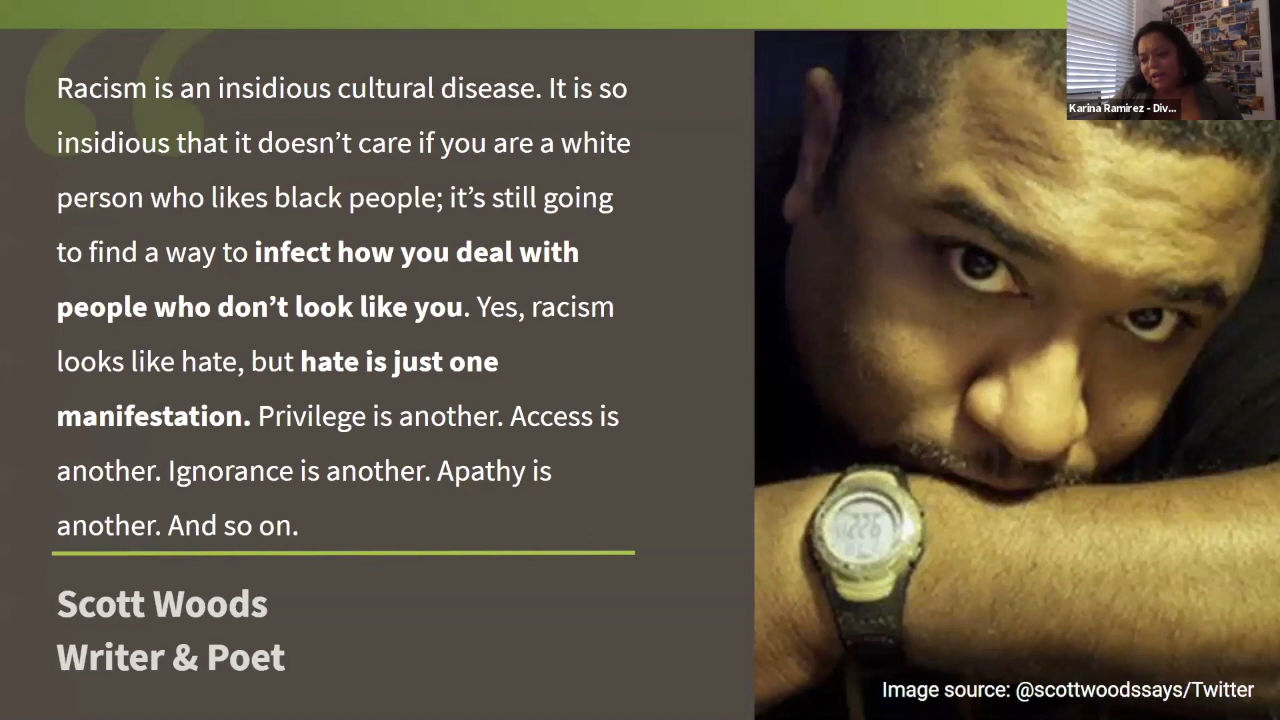 Racism is an insidious cultural disease. It is so
insidious that it doesn’t care if you are a white
person who likes black people; it’s still going
to find a way to infect how you deal with
people who don’t look like you. Yes, racism
looks like hate, but hate is just one
manifestation. Privilege is another. Access is
another. Ignorance is another. Apathy is
another. And so on.
Scott Woods
Writer & Poet
Karina Ramirez - Div...
226
Image source: @scottwoodssays/Twitter